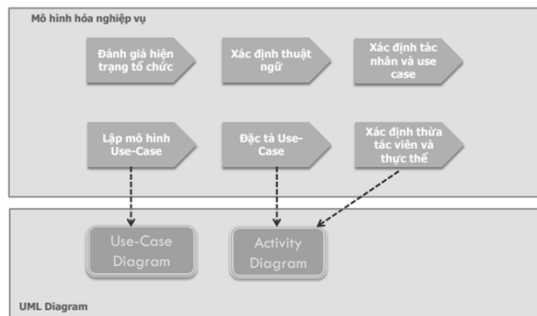 Mô hình hóa nghiệp vụ
Đánh giá hiện
trạng tổ chức
Xác định thuật
ngữ
Xác định tác
nhân và use
case
Lập mô hình
Use-Case
Đặc tả Use-
Case
Xác định thừa
tác viên và
thực thể
Use-Case
Diagram
Activity
Diagram
UML Diagram